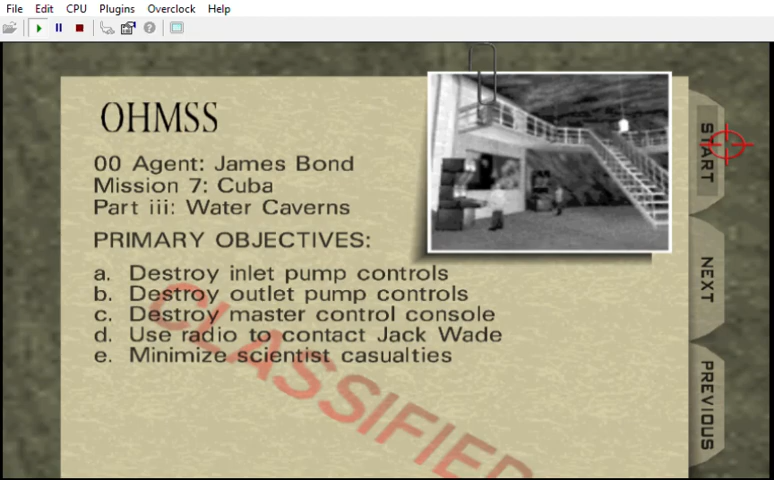 File Edit CPU Plugins Overclock Help
OHMSS
00 Agent: James Bond
Mission 7: Cuba
Part iii: Water Caverns
PRIMARY OBJECTIVES:
a. Destroy inlet pump controls
b. Destroy outlet pump controls
c. Destroy master control console
d. Use radio to contact Jack Wade
e. Minimize scientist casualties
CLASSIFIED
START
NEXT
PREVIOUS